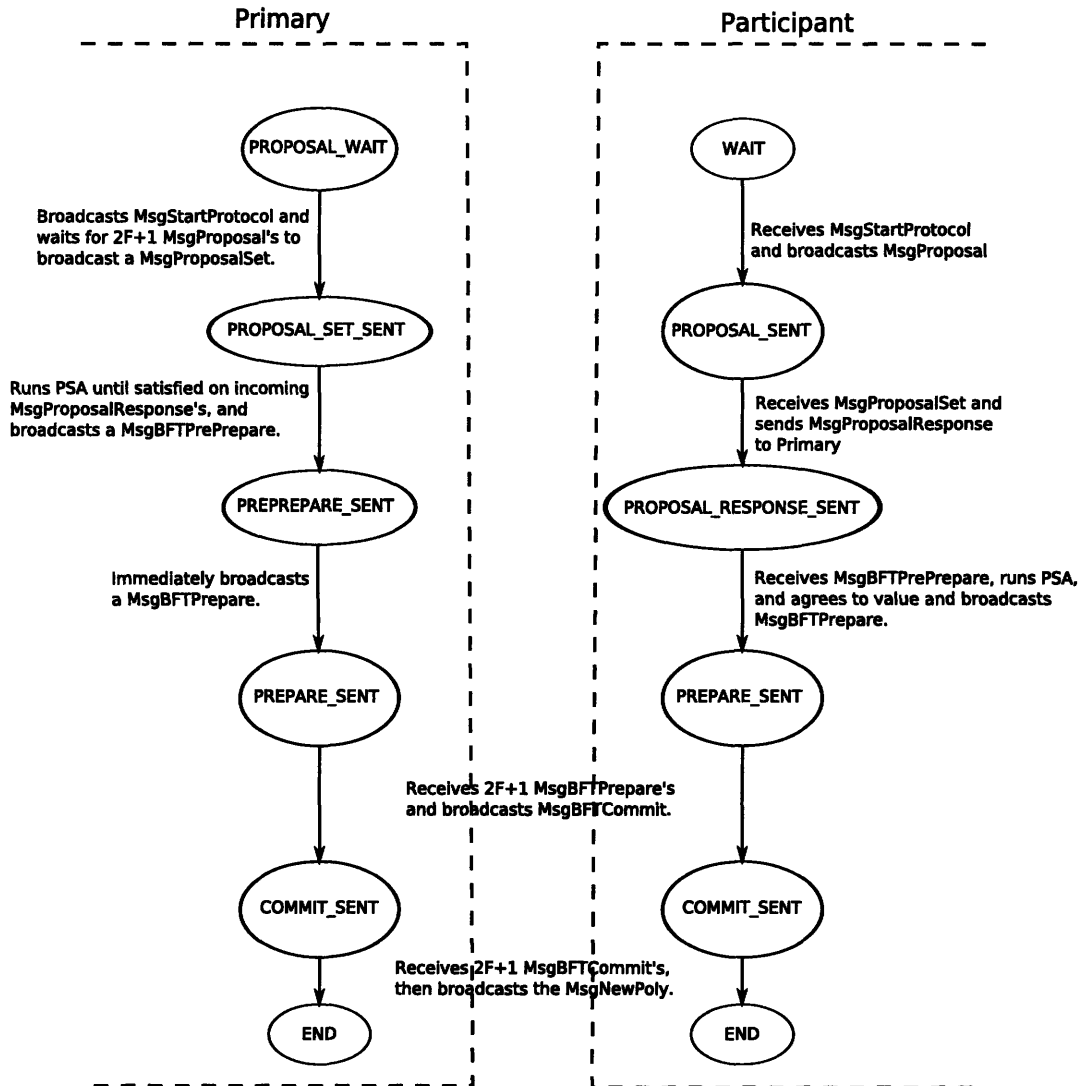 Primary
Participant
PROPOSAL_WAIT
WAIT
Broadcasts MsgStartProtocol and
waits for 2F+1 MsgProposal's to
broadcast a MsgProposalSet.
Receives MsgStartProtocol
and broadcasts MsgProposal
PROPOSAL_SET_SENT
PROPOSAL_SENT
Runs PSA until satisfied on incoming
MsgProposalResponse's, and
broadcasts a MsgBFTPrePrepare.
Receives MsgProposalSet and
sends MsgProposalResponse
to Primary
PREPREPARE_SENT
PROPOSAL_RESPONSE_SENT
Immediately broadcasts
a MsgBFTPrepare.
Receives MsgBFTPrePrepare, runs PSA,
and agrees to value and broadcasts
MsgBFTPrepare.
PREPARE_SENT
PREPARE_SENT
Receives 2F+1 MsgBFTPrepare's
and broadcasts MsgBFTCommit.
COMMIT_SENT
COMMIT_SENT
Receives 2F+1 MsgBFTCommit's,
then broadcasts the MsgNewPoly.
END
END